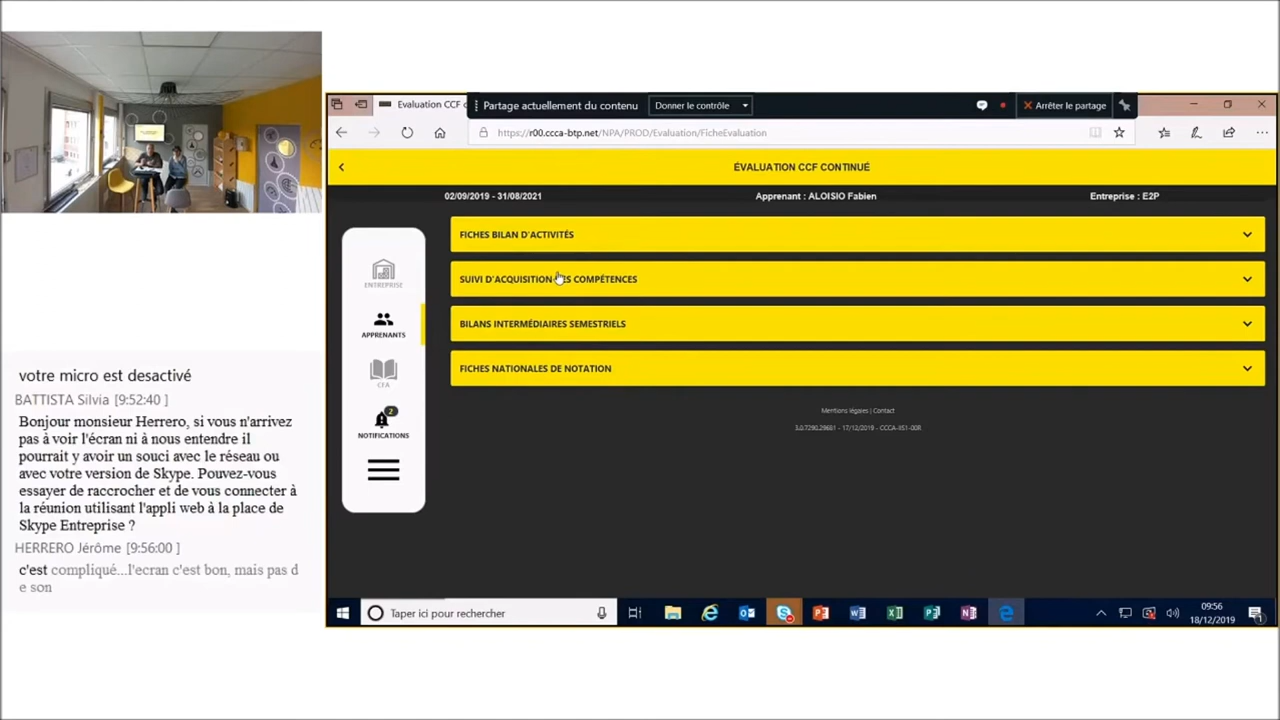 votre micro est desactivé
BATTISTA Silvia [9:52:40 ]
Bonjour monsieur Herrero, si vous n'arrivez
pas à voir l'écran ni à nous entendre il
pourrait y avoir un souci avec le réseau ou
avec votre version de Skype. Pouvez-vous
essayer de raccrocher et de vous connecter à
la réunion utilisant l'appli web à la place de
Skype Entreprise ?
HERRERO Jérôme [9:56:00 ]
c'est compliqué...l'ecran c'est bon, mais pas d
e son
Evaluation CCF c
Partage actuellement du contenu
Donner le contrôle
Arrêter le partage
https://r00.ccca-btp.net/NPA/PROD/Evaluation/FicheEvaluation
ÉVALUATION CCF CONTINUÉ
02/09/2019 - 31/08/2021 Apprenant : ALOISIO Fabien Entreprise : E2P
ENTREPRISE
APPRENANTS
CFA
2
NOTIFICATIONS
FICHES BILAN D'ACTIVITÉS
SUIVI D'ACQUISITION DES COMPÉTENCES
BILANS INTERMÉDIAIRES SEMESTRIELS
FICHES NATIONALES DE NOTATION
Mentions légales | Contact
Taper ici pour rechercher
09:56
18/12/2019